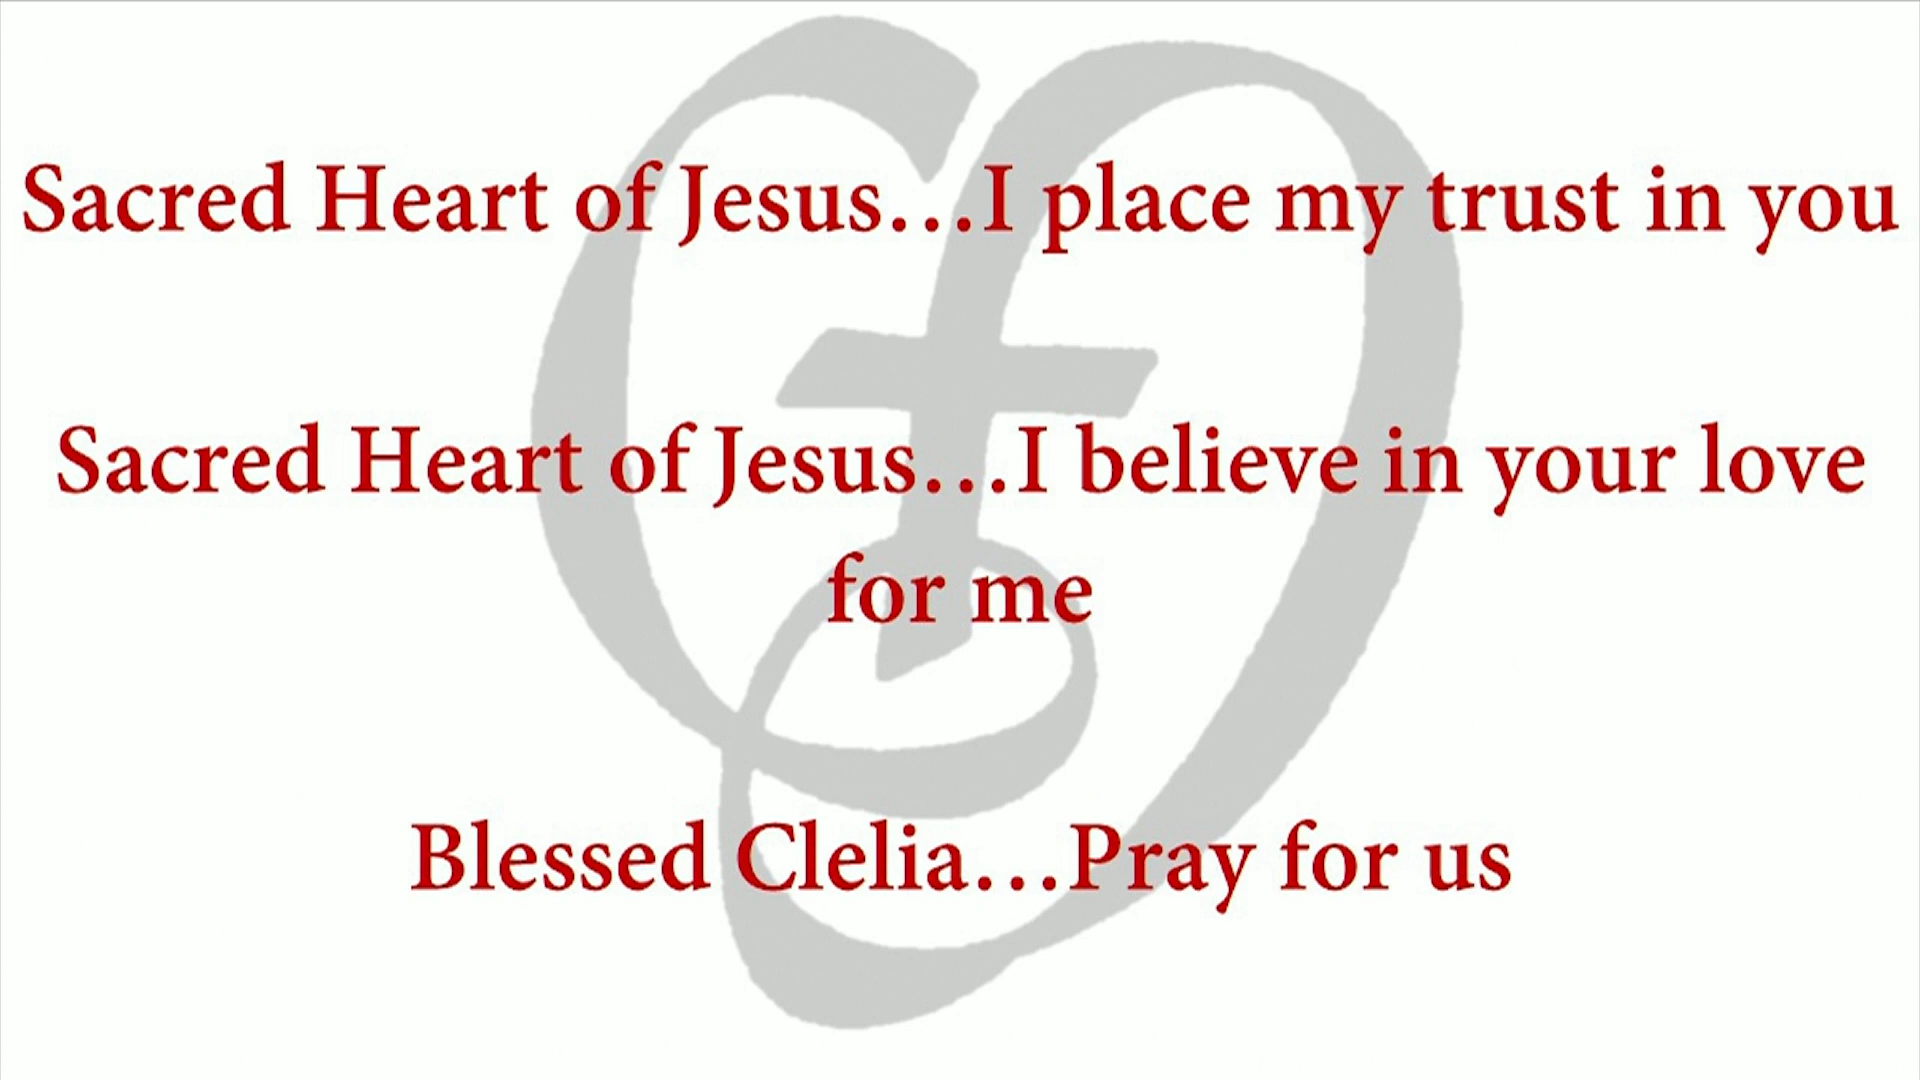 Sacred Heart of Jesus…I place my trust in you
Sacred Heart of Jesus…I believe in your love
for me
Blessed Clelia…Pray for us